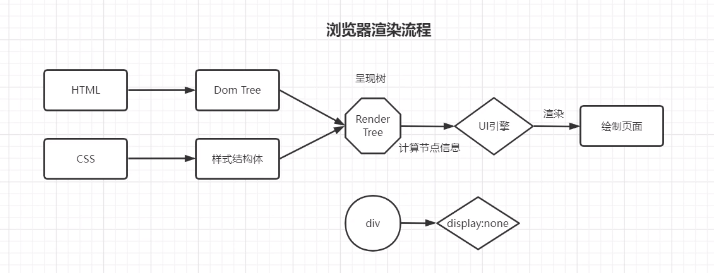 浏览器渲染流程
HTML
Dom Tree
呈现树
Render
Tree
计算节点信息
UI引擎
渲染
绘制页面
CSS
样式结构体
div
display:none